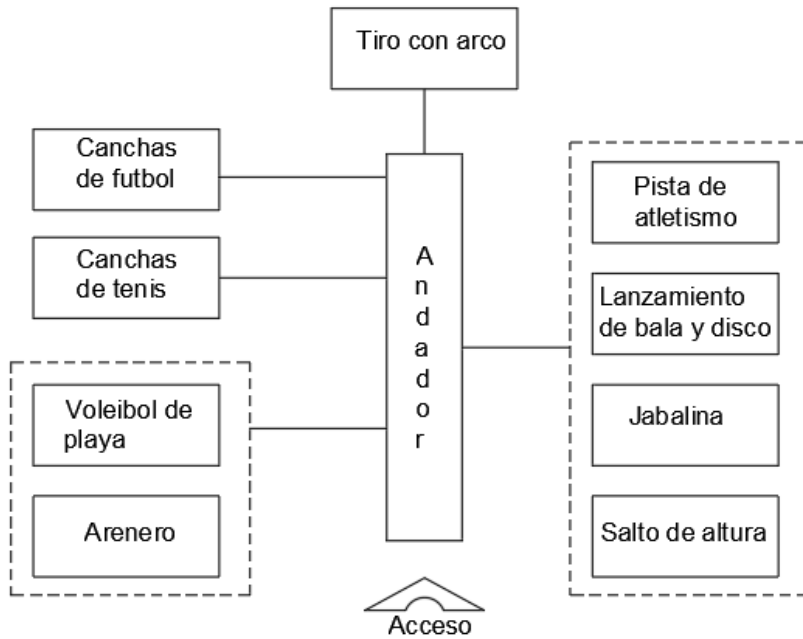 Tiro con arco
Canchas
de futbol
Canchas
de tenis
Voleibol de
playa
Arenero
Andador
Pista de
atletismo
Lanzamiento
de bala y disco
Jabalina
Salto de altura
Acceso